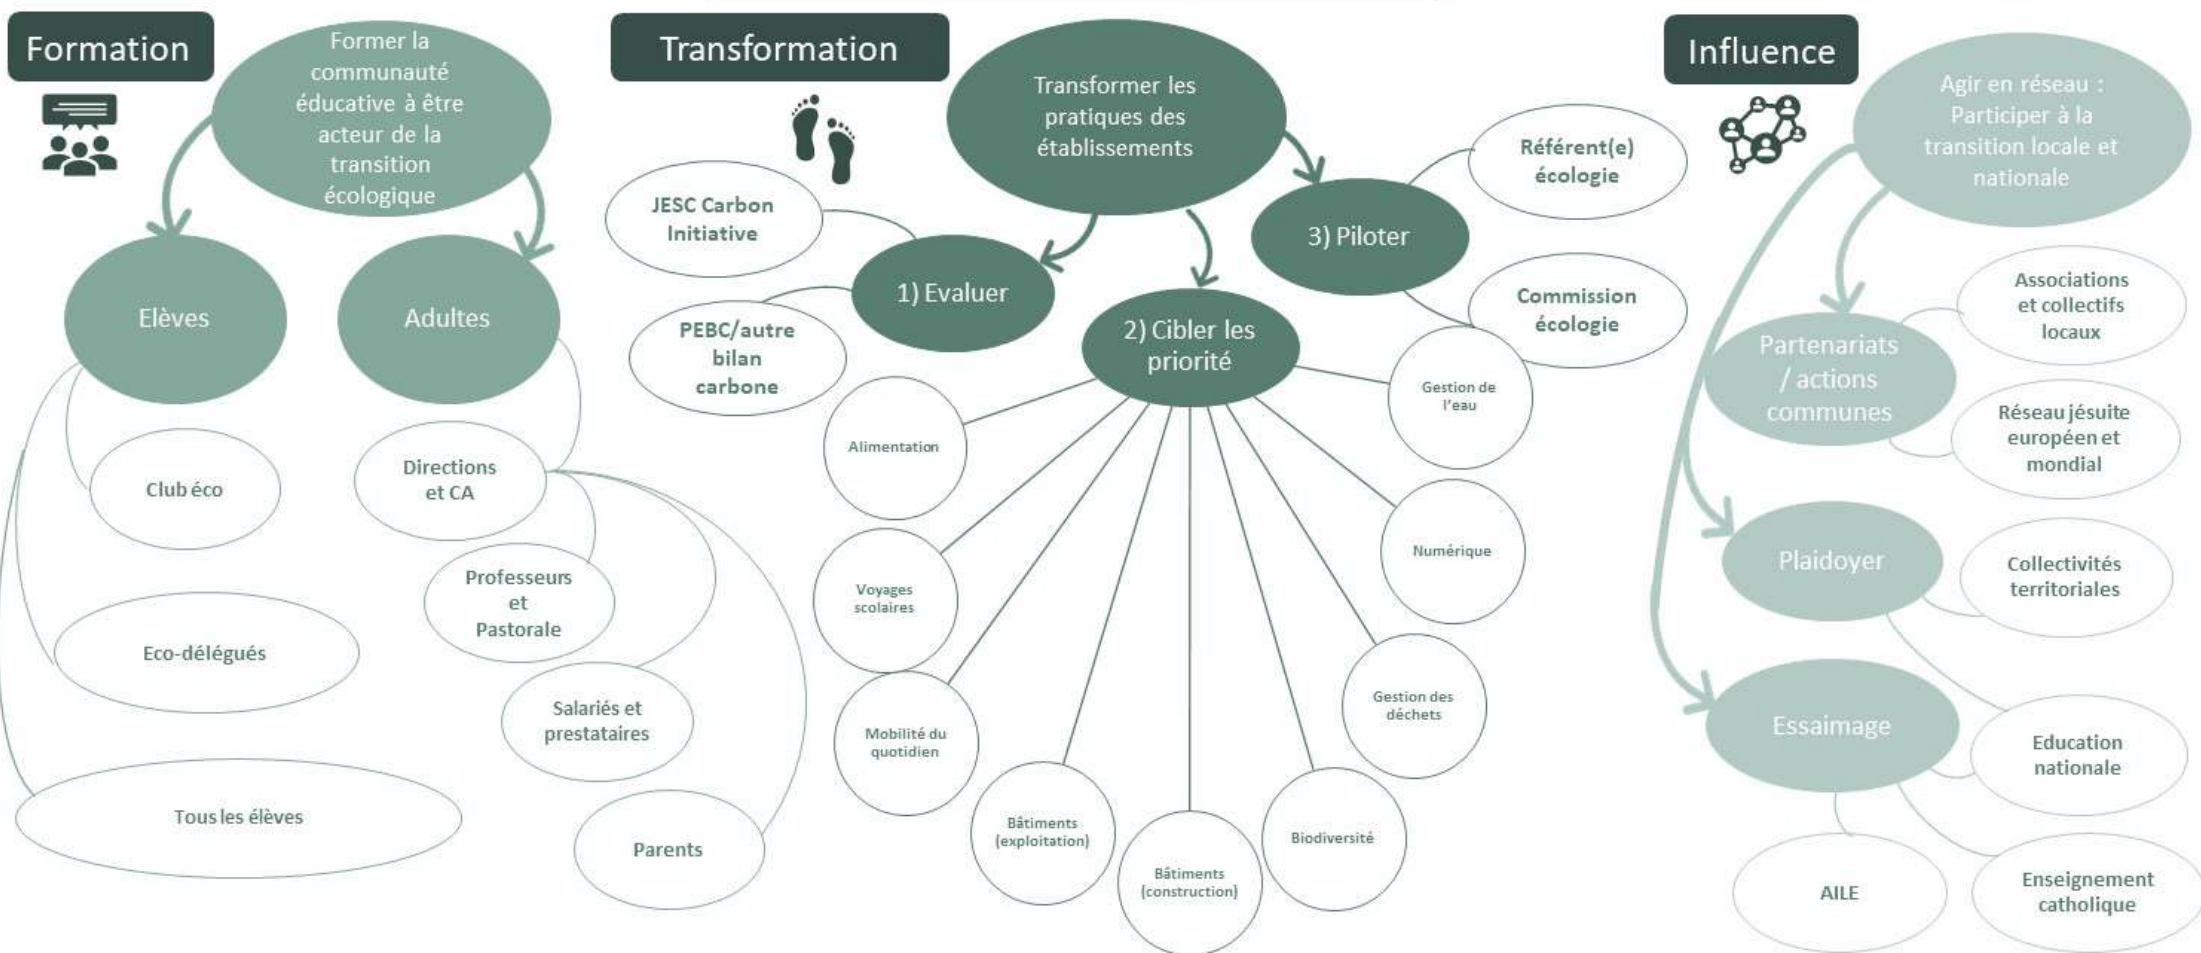 Formation
Former la
communauté
éducative à être
acteur de la
transition
écologique
Elèves
Adultes
Club éco
Eco-délégués
Tous les élèves
Directions
et CA
Professeurs
et
Pastorale
Salariés et
prestataires
Parents
Transformation
Transformer les
pratiques des
établissements
JESC Carbon
Initiative
1) Evaluer
PEBC/autre
bilan
carbone
2) Cibler les
priorité
3) Piloter
Référent(e)
écologie
Commission
écologie
Alimentation
Voyages
scolaires
Mobilité du
quotidien
Bâtiments
(exploitation)
Bâtiments
(construction)
Biodiversité
Gestion des
déchets
Numérique
Gestion de
l'eau
Influence
Agir en réseau :
Participer à la
transition locale et
nationale
Partenariats
/ actions
communes
Associations
et collectifs
locaux
Réseau jésuite
européen et
mondial
Plaidoyer
Collectivités
territoriales
Essaimage
Education
nationale
AILE
Enseignement
catholique